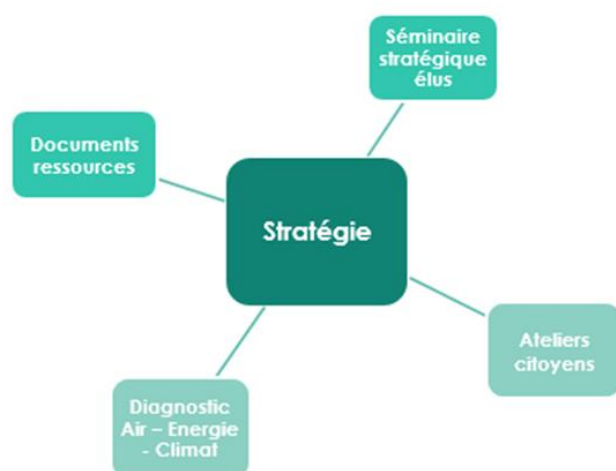 Séminaire
stratégique
élus
Documents
ressources
Stratégie
Ateliers
citoyens
Diagnostic
Air – Energie
- Climat